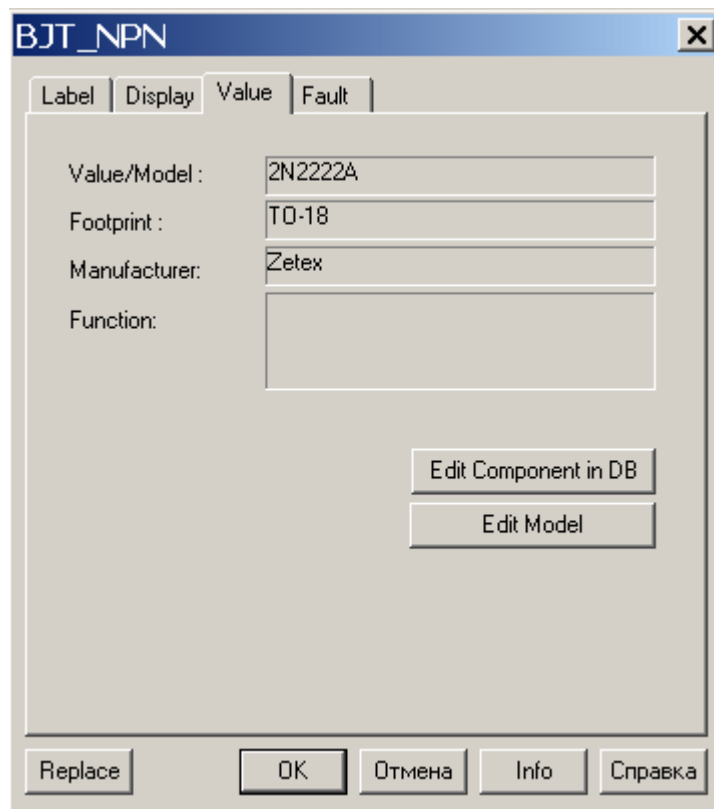 BJT_NPN
Label Display Value Fault
Value/Model : 2N2222A
Footprint : TO-18
Manufacturer: Zetex
Function:
Edit Component in DB
Edit Model
Replace OK Отмена Info Справка